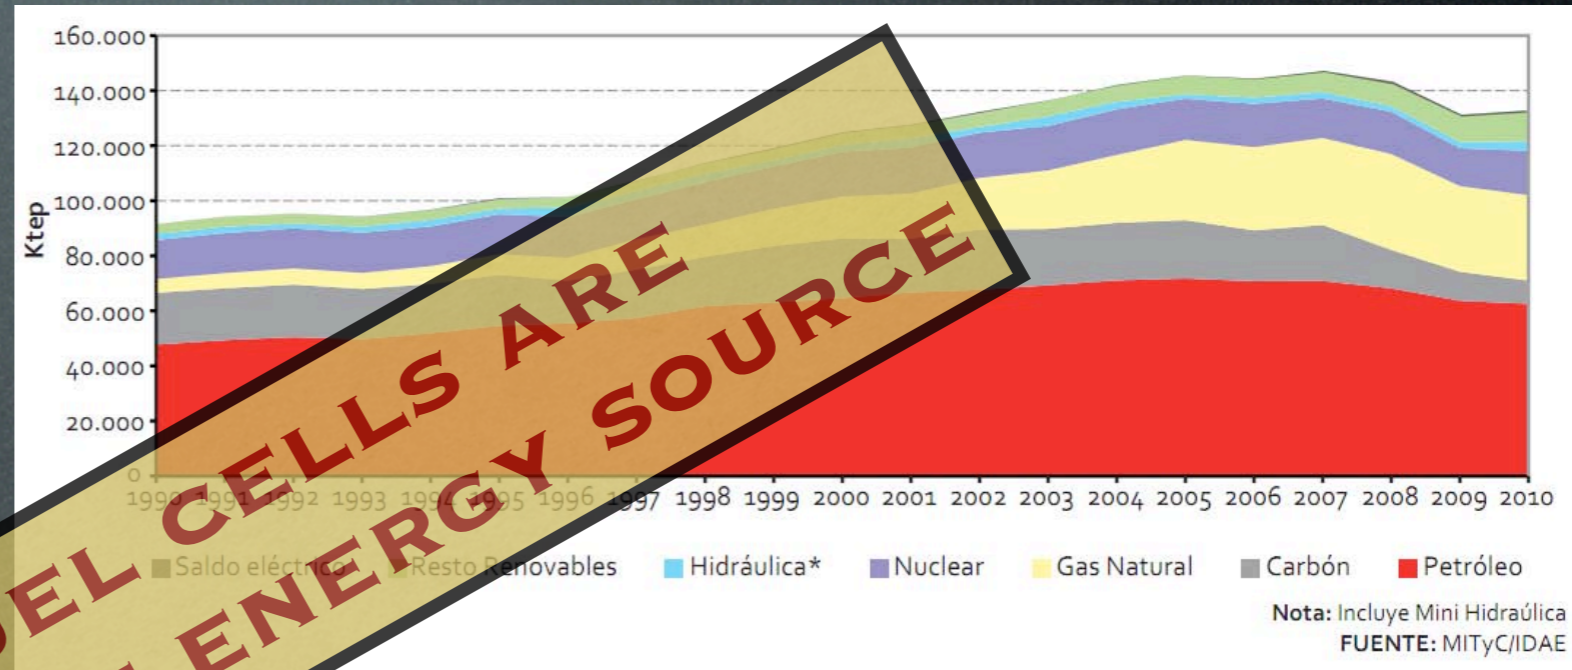 160.000
140.000
120.000
100.000
80.000
60.000
40.000
20.000
0
Ktep
1990 1991 1992 1993 1994 1995 1996 1997 1998 1999 2000 2001 2002 2003 2004 2005 2006 2007 2008 2009 2010
Saldo eléctrico Resto Renovables Hidráulica* Nuclear Gas Natural Carbón Petróleo
Nota: Incluye Mini Hidraúlica
FUENTE: MITyC/IDAE
CELLS ARE
ENERGY SOURCE